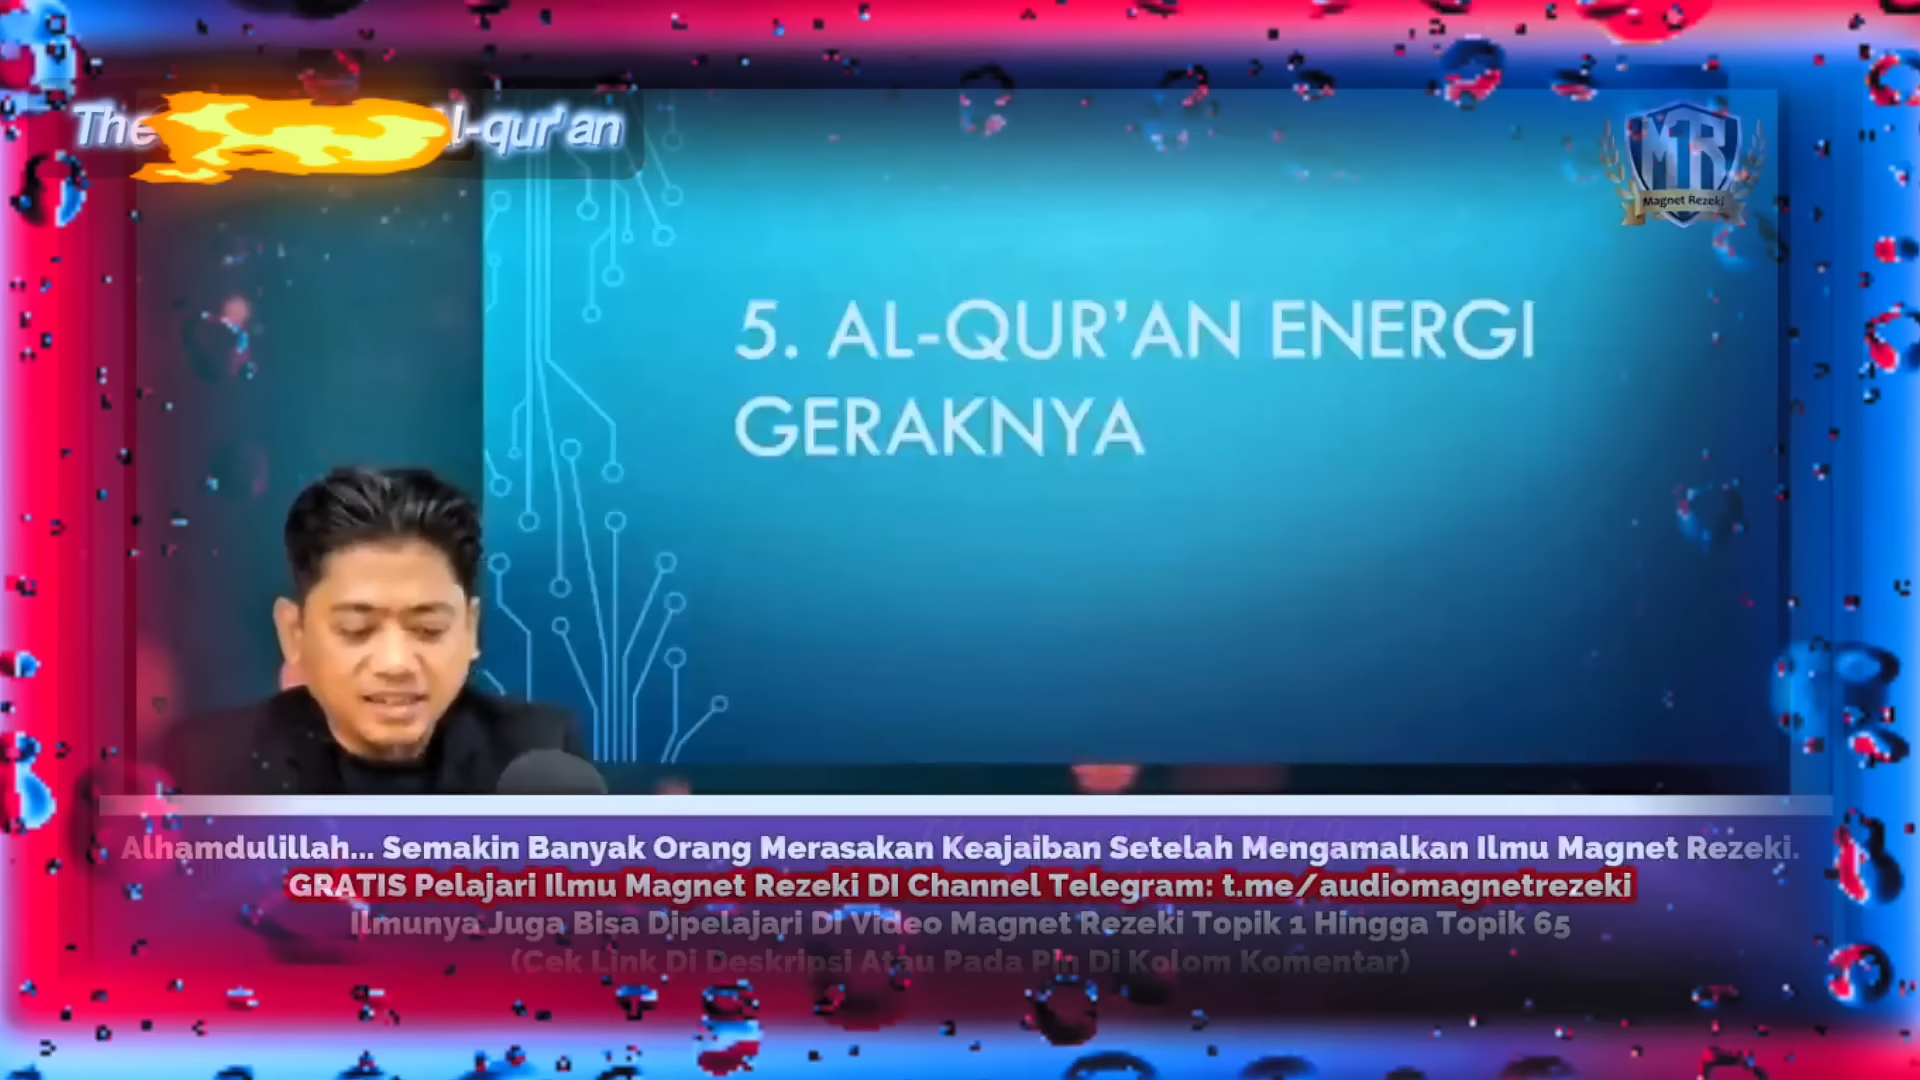 The l-qur'an
M1R
Magnet Rezeki
5. AL-QUR'AN ENERGI
GERAKNYA
Alhamdulillah... Semakin Banyak Orang Merasakan Keajaiban Setelah Mengamalkan Ilmu Magnet Rezeki.
GRATIS Pelajari Ilmu Magnet Rezeki DI Channel Telegram: t.me/audiomagnetrezeki
Ilmunya Juga Bisa Dipelajari Di Video Magnet Rezeki Topik 1 Hingga Topik 65
(Cek Link Di Deskripsi Atau Pada Pin Di Kolom Komentar)